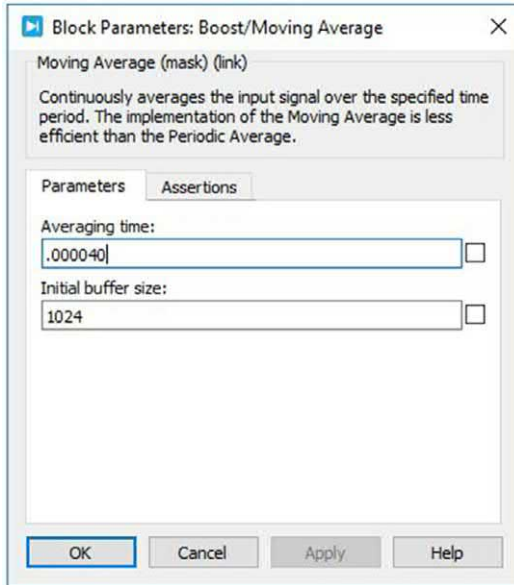 Block Parameters: Boost/Moving Average
Moving Average (mask) (link)
Continuously averages the input signal over the specified time
period. The implementation of the Moving Average is less
efficient than the Periodic Average.
Parameters Assertions
Averaging time:
.000040
Initial buffer size:
1024
OK Cancel Apply Help